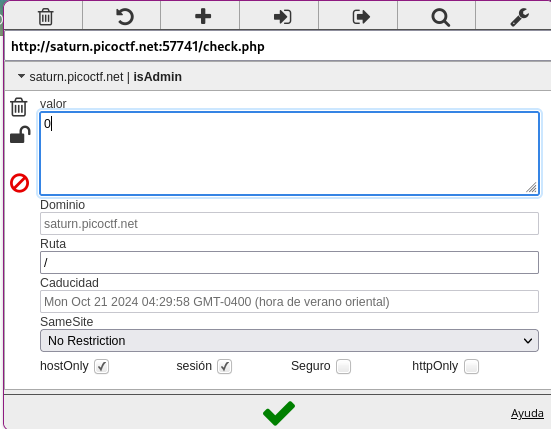 http://saturn.picoctf.net:57741/check.php
saturn.picoctf.net | isAdmin
valor
0
Dominio
saturn.picoctf.net
Ruta
/
Caducidad
Mon Oct 21 2024 04:29:58 GMT-0400 (hora de verano oriental)
SameSite
No Restriction
hostOnly sesión Seguro httpOnly
Ayuda